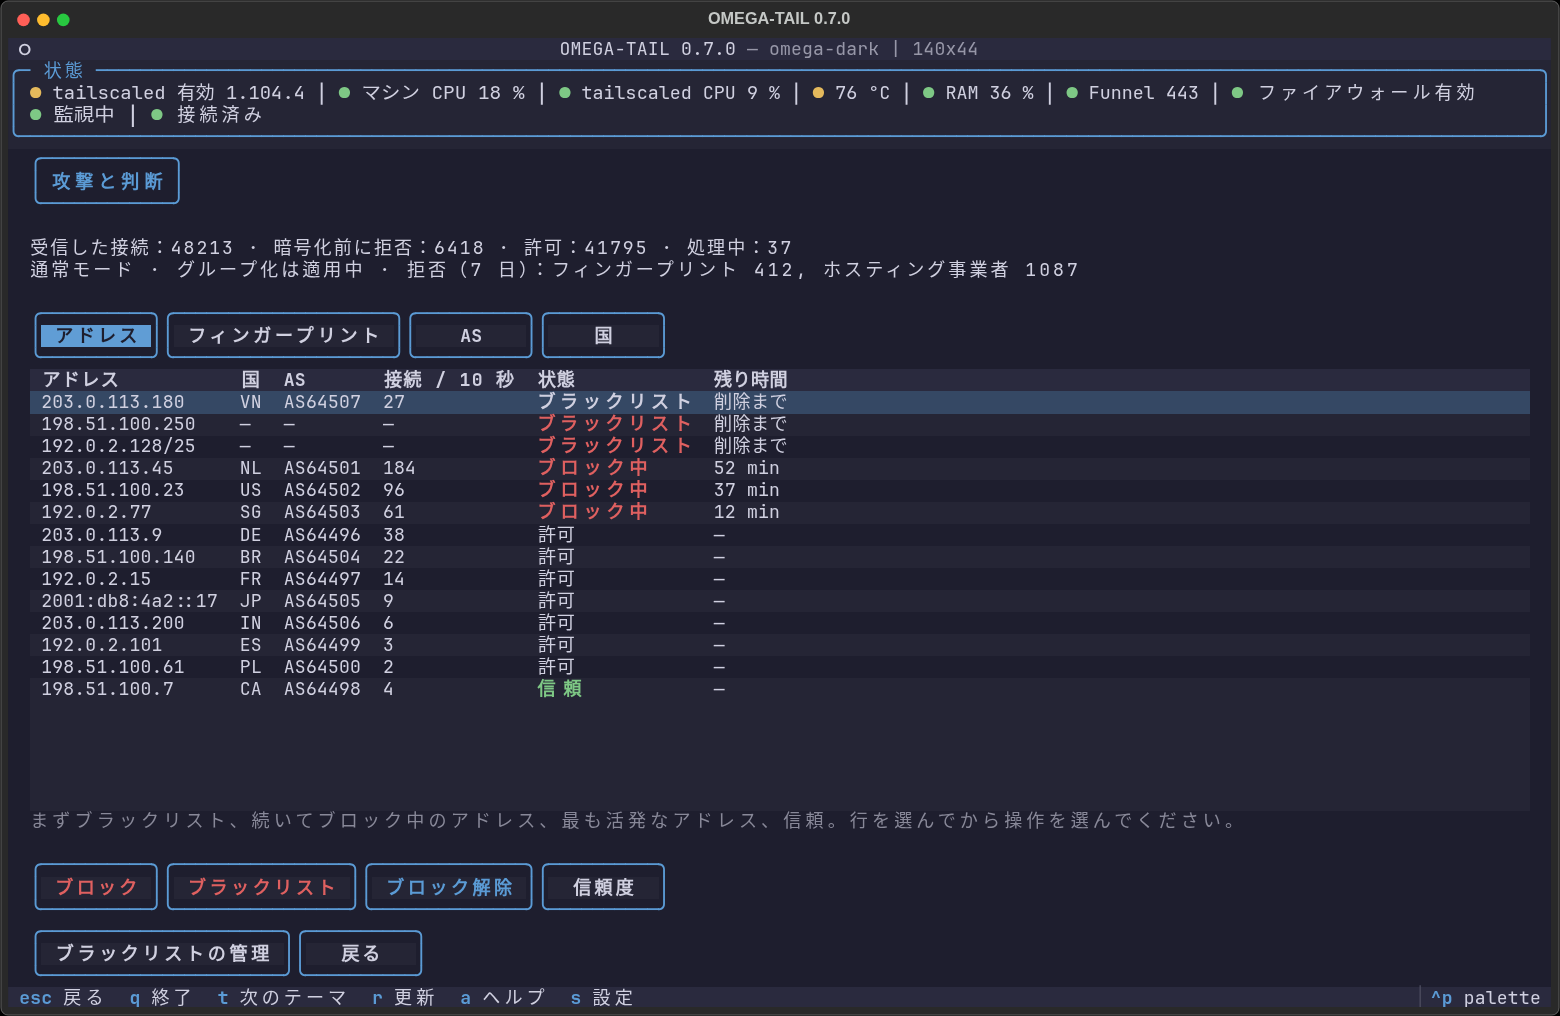 OMEGA-TAIL 0.7.0
OMEGA-TAIL 0.7.0 — omega-dark | 140x44
状態
tailscaled 有効 1.104.4 | マシン CPU 18 % | tailscaled CPU 9 % | 76 °C | RAM 36 % | Funnel 443 | ファイアウォール有効
監視中 | 接続済み
攻撃と判断
受信した接続：48213 · 暗号化前に拒否：6418 · 許可：41795 · 処理中：37
通常モード · グループ化は適用中 · 拒否（7 日）：フィンガープリント 412, ホスティング事業者 1087
アドレス フィンガープリント AS 国
アドレス 国 AS 接続 / 10 秒 状態 残り時間
203.0.113.180 VN AS64507 27 ブラックリスト 削除まで
198.51.100.250 — — — ブラックリスト 削除まで
192.0.2.128/25 — — — ブラックリスト 削除まで
203.0.113.45 NL AS64501 184 ブロック中 52 min
198.51.100.23 US AS64502 96 ブロック中 37 min
192.0.2.77 SG AS64503 61 ブロック中 12 min
203.0.113.9 DE AS64496 38 許可 —
198.51.100.140 BR AS64504 22 許可 —
192.0.2.15 FR AS64497 14 許可 —
2001:db8:4a2::17 JP AS64505 9 許可 —
203.0.113.200 IN AS64506 6 許可 —
192.0.2.101 ES AS64499 3 許可 —
198.51.100.61 PL AS64500 2 許可 —
198.51.100.7 CA AS64498 4 信頼 —
まずブラックリスト、続いてブロック中のアドレス、最も活発なアドレス、信頼。行を選んでから操作を選んでください。
ブロック ブラックリスト ブロック解除 信頼度
ブラックリストの管理 戻る
esc 戻る q 終了 t 次のテーマ r 更新 a ヘルプ s 設定 ^p palette